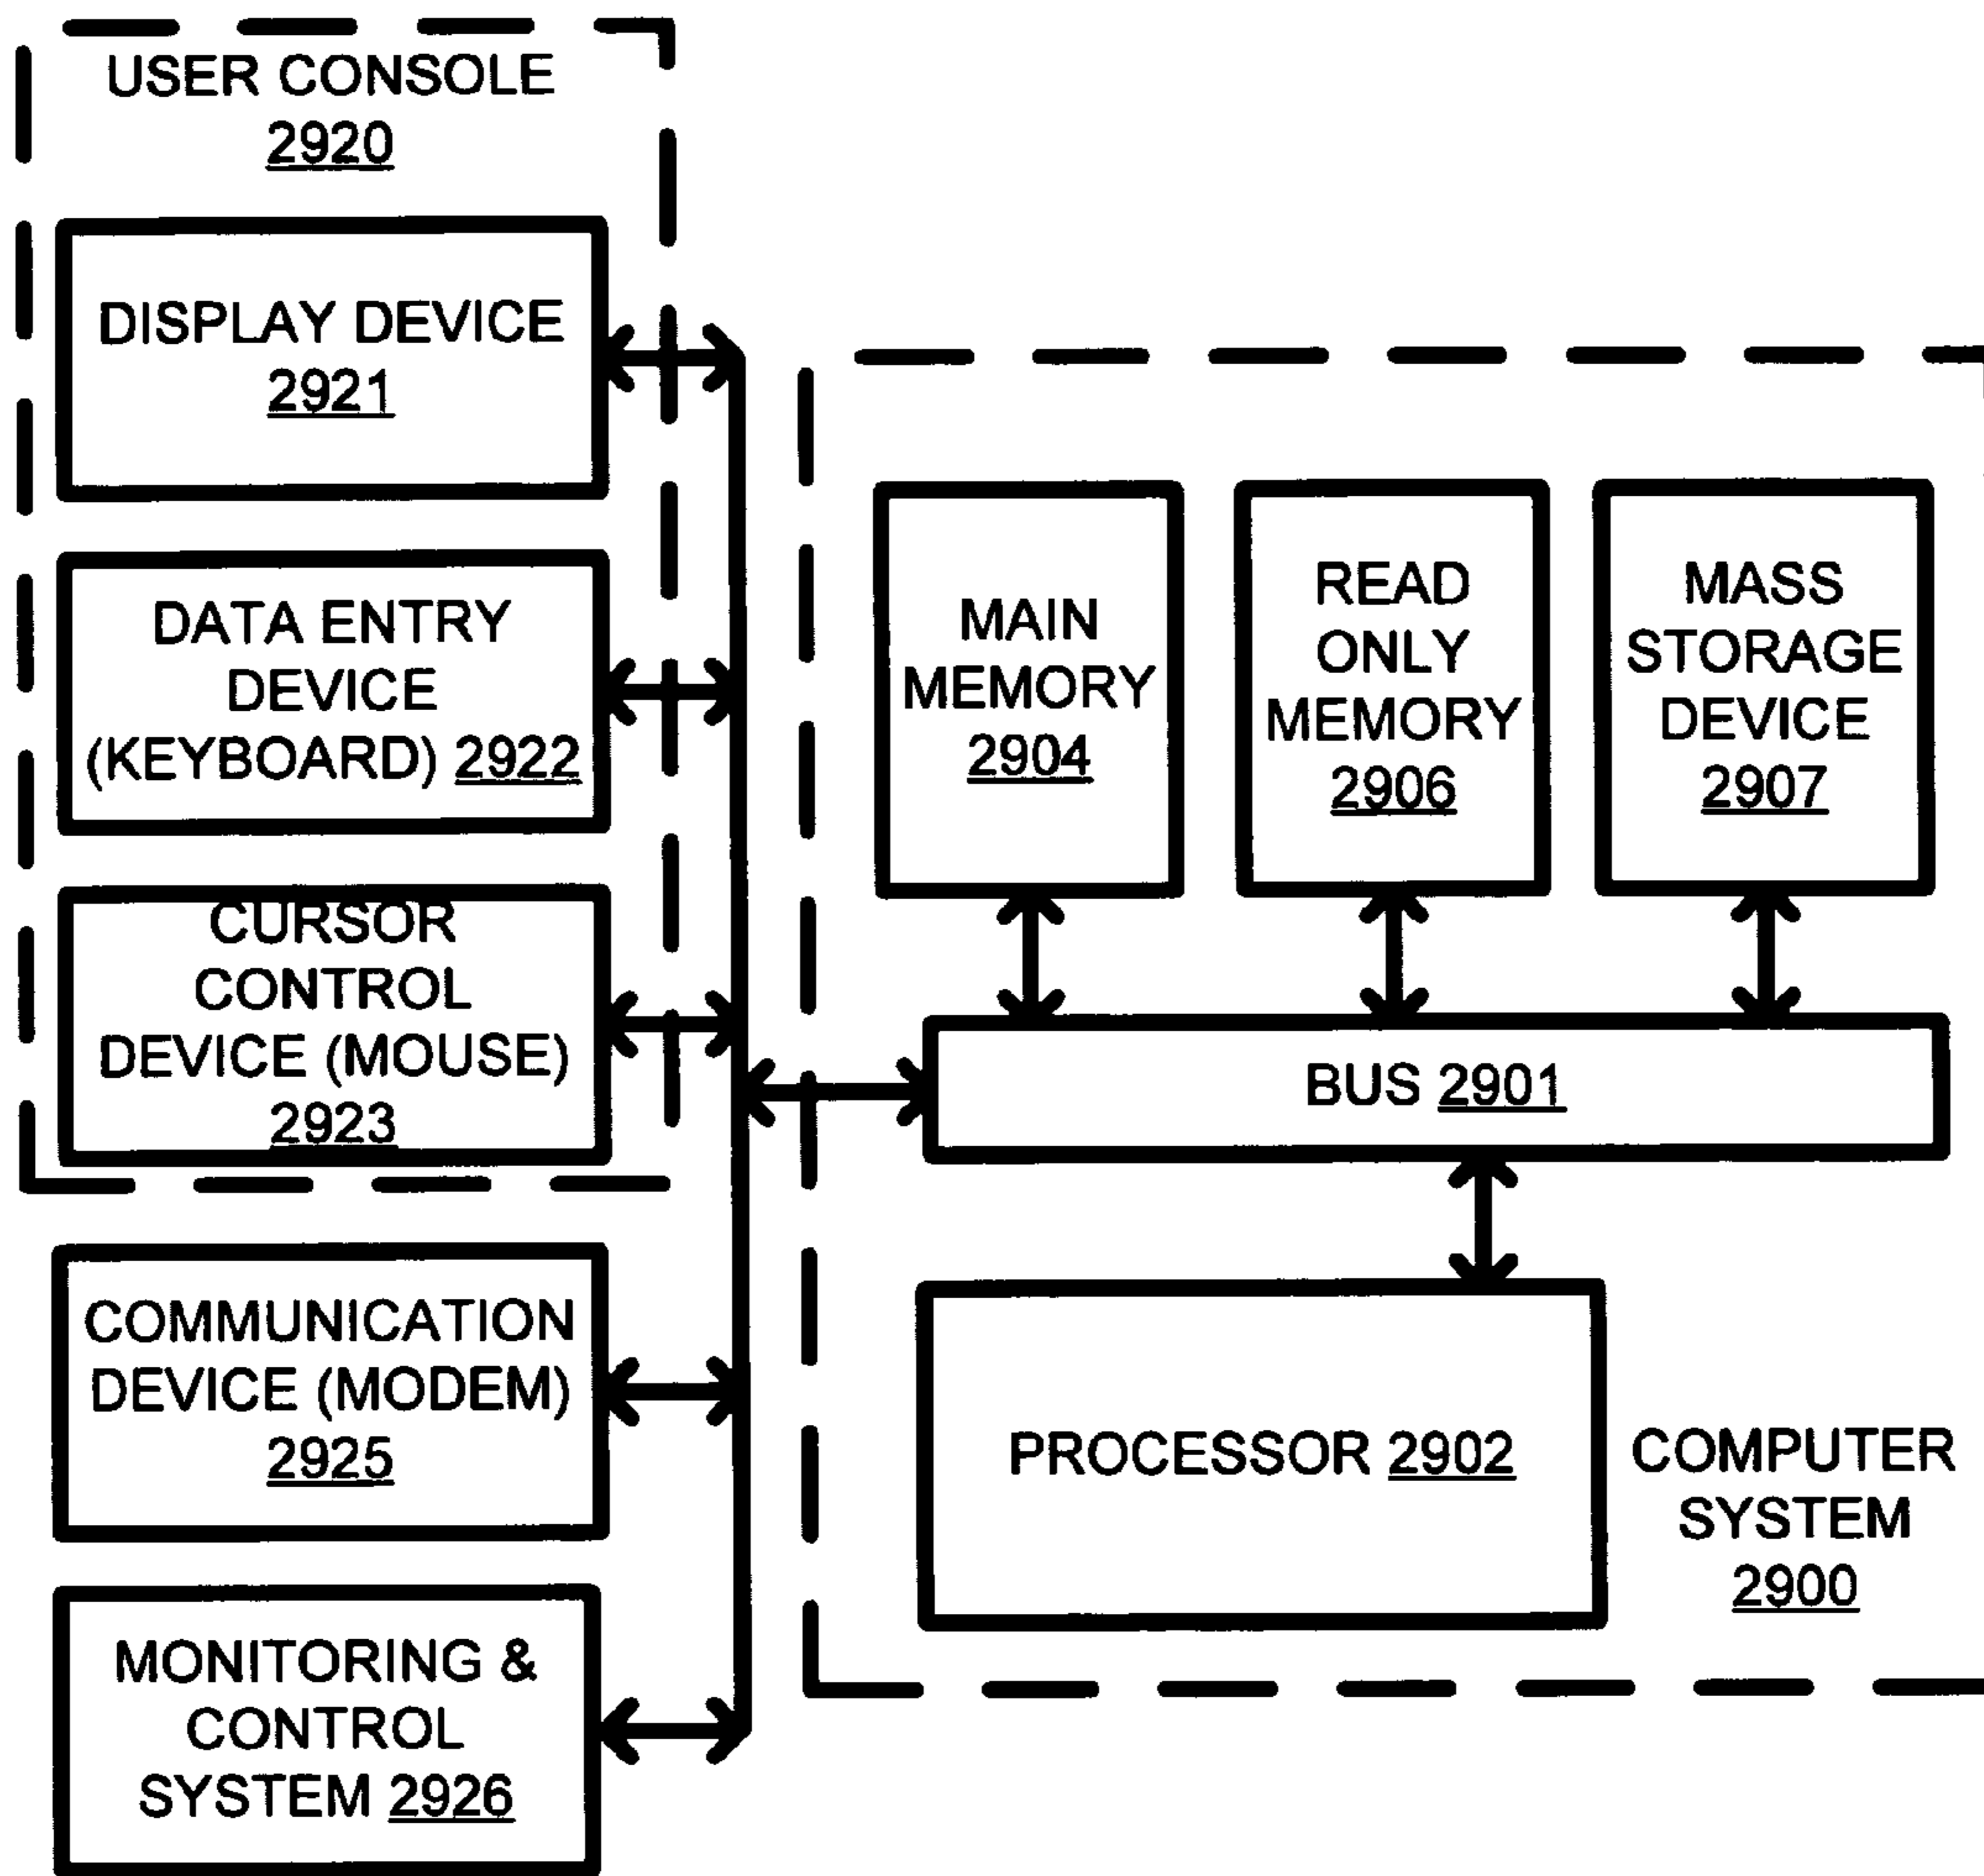 USER CONSOLE
2920
DISPLAY DEVICE
2921
DATA ENTRY
DEVICE
(KEYBOARD) 2922
CURSOR
CONTROL
DEVICE (MOUSE)
2923
COMMUNICATION
DEVICE (MODEM)
2925
MONITORING &
CONTROL
SYSTEM 2926
MAIN
MEMORY
2904
READ
ONLY
MEMORY
2906
MASS
STORAGE
DEVICE
2907
BUS 2901
PROCESSOR 2902
COMPUTER
SYSTEM
2900